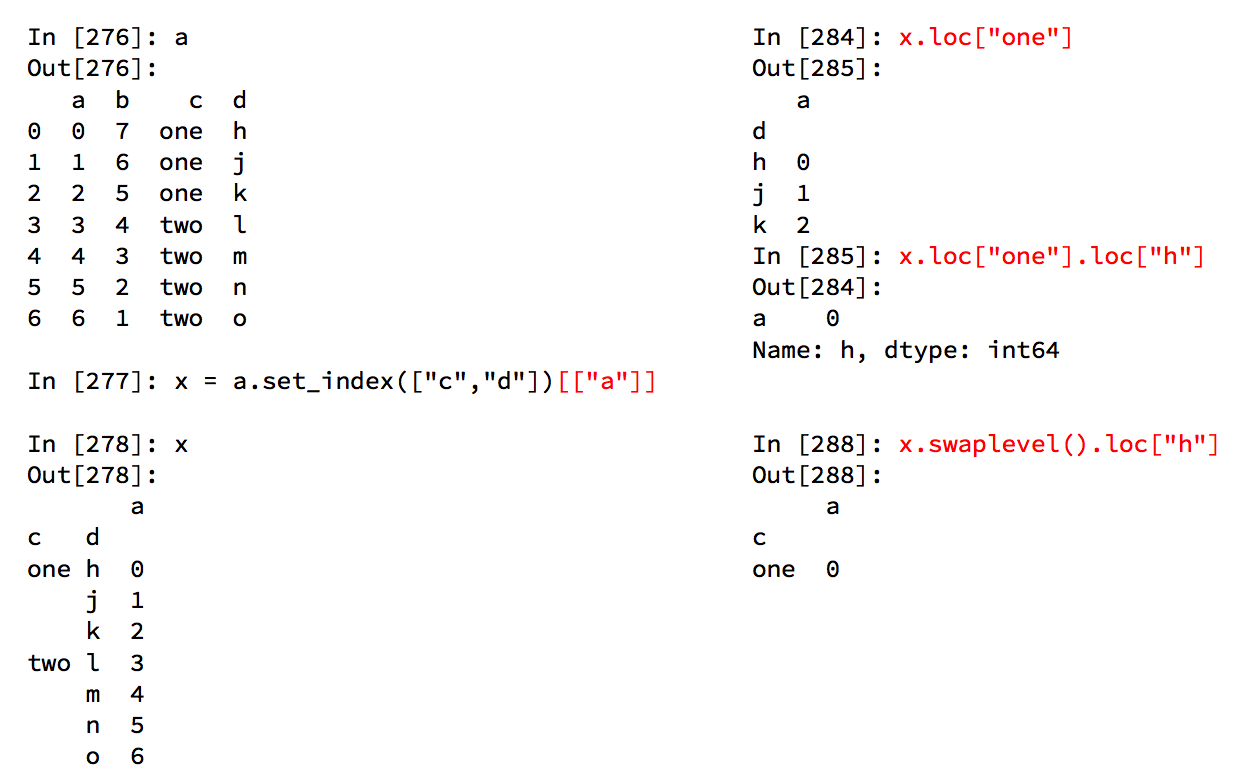 In [276]: a
Out[276]:
   a  b    c  d
0  0  7  one  h
1  1  6  one  j
2  2  5  one  k
3  3  4  two  l
4  4  3  two  m
5  5  2  two  n
6  6  1  two  o
In [277]: x = a.set_index(["c","d"])[["a"]]
In [278]: x
Out[278]:
       a
c   d
one h  0
    j  1
    k  2
two l  3
    m  4
    n  5
    o  6
In [284]: x.loc["one"]
Out[285]:
   a
d
h  0
j  1
k  2
In [285]: x.loc["one"].loc["h"]
Out[284]:
a    0
Name: h, dtype: int64
In [288]: x.swaplevel().loc["h"]
Out[288]:
     a
c
one  0